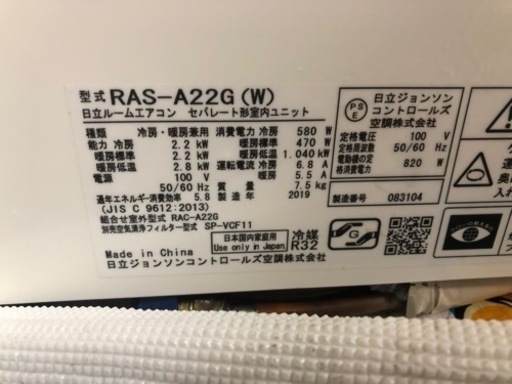 型式 RAS-A22G (W)
日立ルームエアコン セパレート形室内ユニット
種類 冷房・暖房兼用
能力 冷房 2.2 kW
暖房標準 2.2 kW
暖房低温 2.8 kW
電源 100 V
50/60 Hz
通年エネルギー消費効率 5.8
(JIS C 9612:2013)
消費電力 冷房 580 W
暖房標準 470 W
暖房低温 1,040 kW
運転電流 冷房 6.8 A
暖房 5.5 A
質量 7.5 kg
2019
組合せ室外型式 RAC-A22G
別売空気清浄フィルター型式 SP-VCF11
Made in China
日本国内家庭用
Use only in Japan.
冷媒
R32
日立ジョンソンコントロールズ空調株式会社
PS
E
日立ジョンソン
コントロールズ
空調株式会社
定格電圧 100 V
定格周波数 50/60 Hz
電動機の定
格消費電力 820 W
製造番号 083104
G